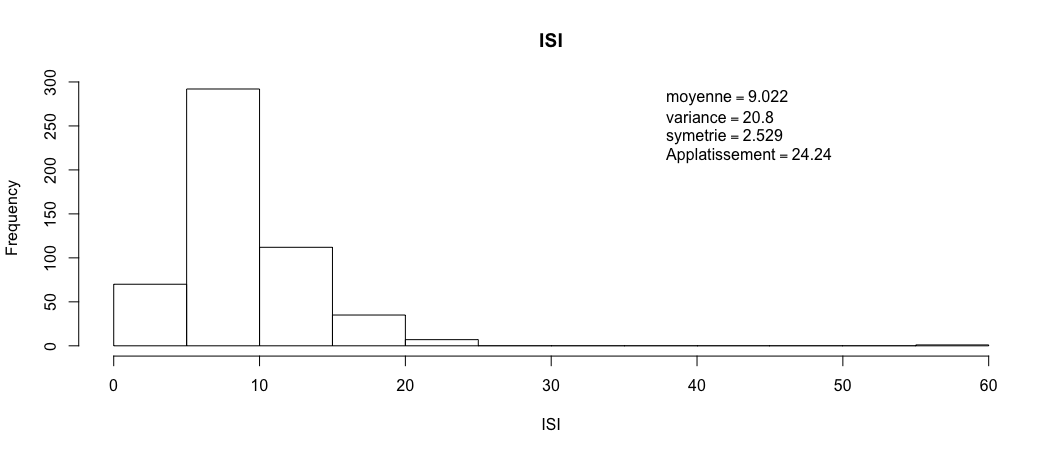 ISI
moyenne = 9.022
variance = 20.8
symetrie = 2.529
Applatissement = 24.24
Frequency
300
250
200
150
100
50
0
0 10 20 30 40 50 60
ISI